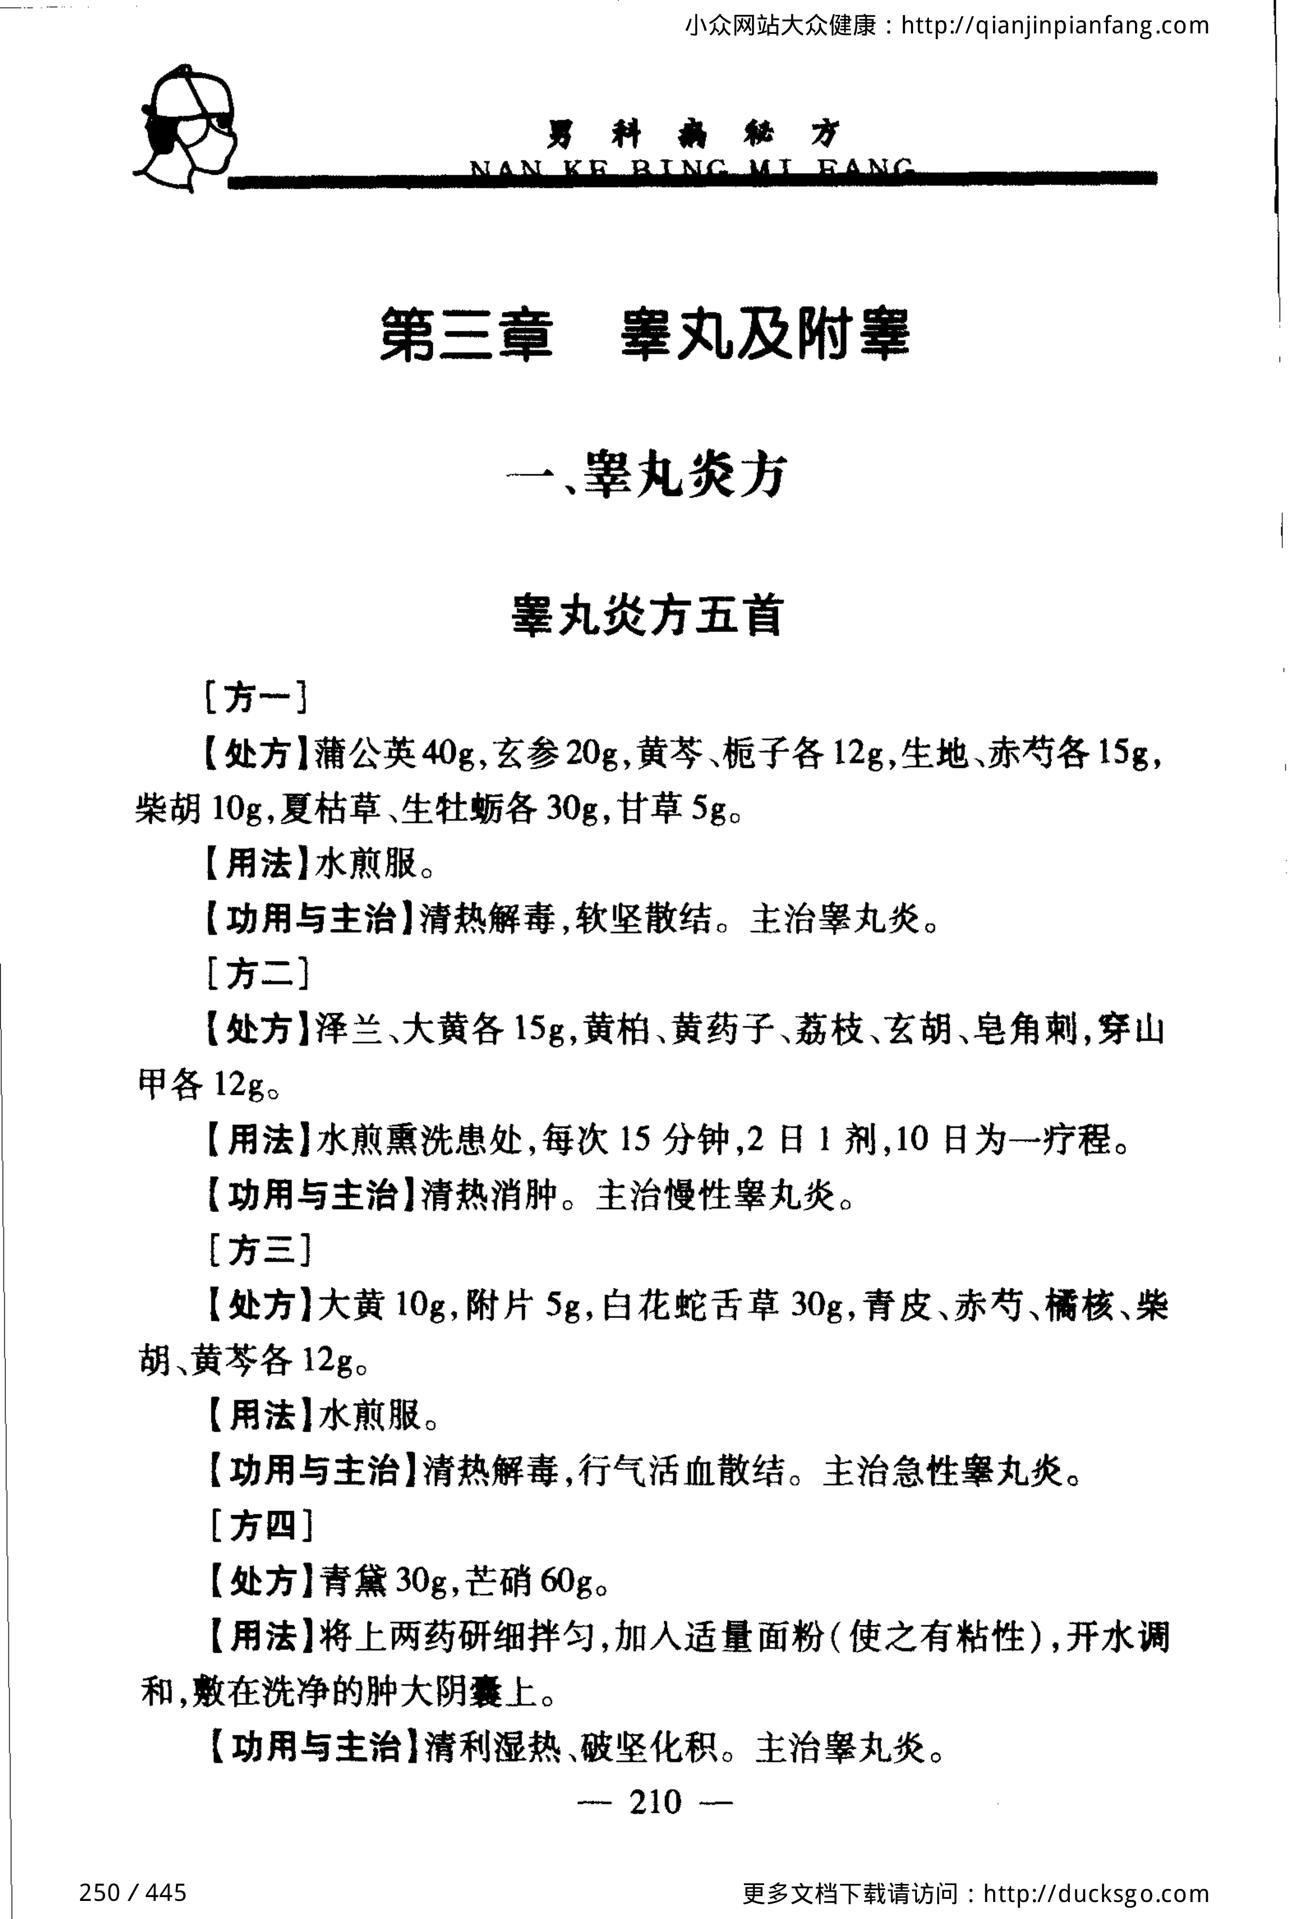 小众网站大众健康：http://qianjinpianfang.com
男科病秘方
NAN KE BING MI FANG
第三章 睾丸及附睾
一、睾丸炎方
睾丸炎方五首
[方一]
【处方】蒲公英40g,玄参20g,黄芩、栀子各12g,生地、赤芍各15g,
柴胡10g,夏枯草、生牡蛎各30g,甘草5g。
【用法】水煎服。
【功用与主治】清热解毒,软坚散结。主治睾丸炎。
[方二]
【处方】泽兰、大黄各15g,黄柏、黄药子、荔枝、玄胡、皂角刺,穿山
甲各12g。
【用法】水煎熏洗患处,每次15分钟,2日1剂,10日为一疗程。
【功用与主治】清热消肿。主治慢性睾丸炎。
[方三]
【处方】大黄10g,附片5g,白花蛇舌草30g,青皮、赤芍、橘核、柴
胡、黄芩各12g。
【用法】水煎服。
【功用与主治】清热解毒,行气活血散结。主治急性睾丸炎。
[方四]
【处方】青黛30g,芒硝60g。
【用法】将上两药研细拌匀,加入适量面粉(使之有粘性),开水调
和,敷在洗净的肿大阴囊上。
【功用与主治】清利湿热、破坚化积。主治睾丸炎。
— 210 —
250 / 445
更多文档下载请访问：http://ducksgo.com